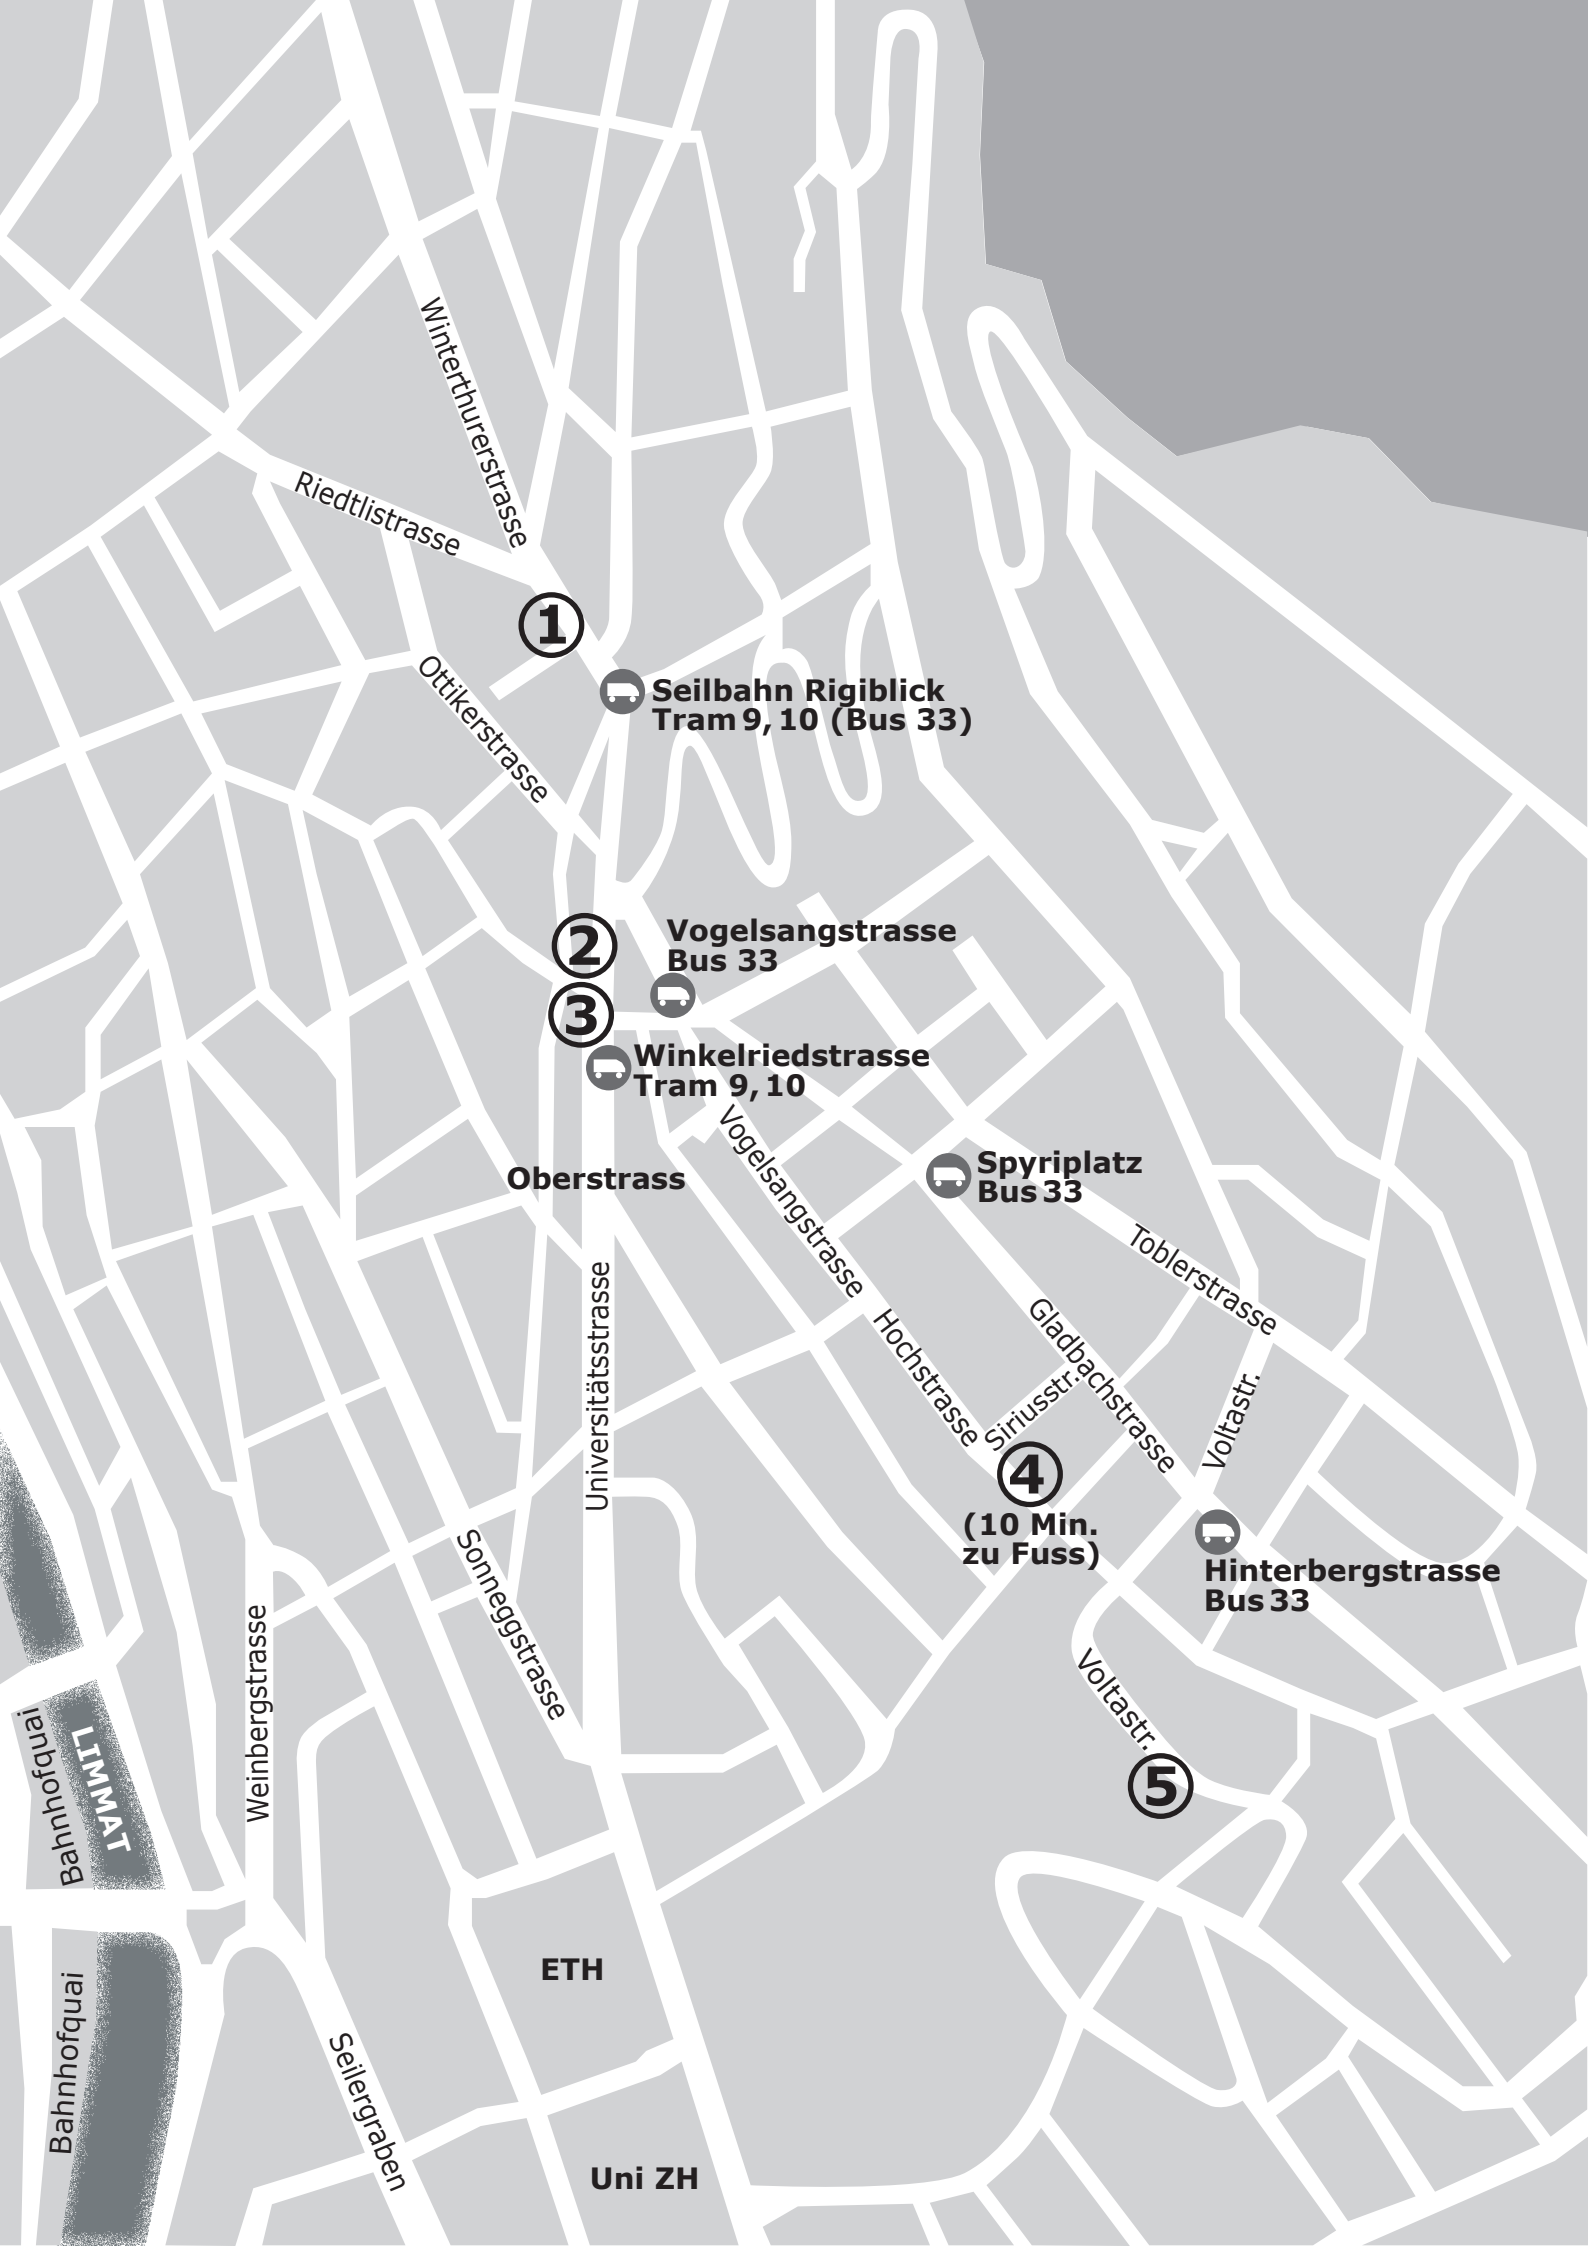 Winterthurerstrasse
Riedtlistrasse
1
Ottikerstrasse
Seilbahn Rigiblick
Tram 9, 10 (Bus 33)
2
Vogelsangstrasse
Bus 33
3
Winkelriedstrasse
Tram 9, 10
Vogelsangstrasse
Oberstrass
Spyriplatz
Bus 33
Toblerstrasse
Universitätsstrasse
Hochstrasse
Gladbachstrasse
Siriusstr.
Voltastr.
4
(10 Min.
zu Fuss)
Hinterbergstrasse
Bus 33
Sonneggstrasse
Weinbergstrasse
Voltastr.
5
Bahnhofquai
LIMMAT
ETH
Bahnhofquai
Seilergraben
Uni ZH